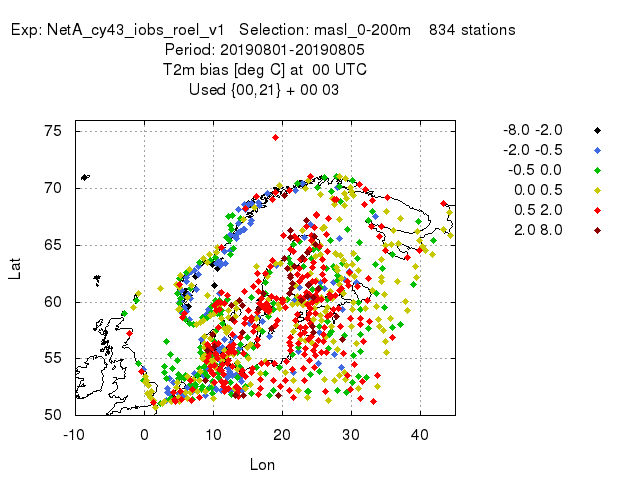 Exp: NetA_cy43_iobs_roel_v1 Selection: masl_0-200m 834 stations
Period: 20190801-20190805
T2m bias [deg C] at 00 UTC
Used {00,21} + 00 03
75
70
65
60
55
50
Lat
-10 0 10 20 30 40
Lon
-8.0 -2.0
-2.0 -0.5
-0.5 0.0
0.0 0.5
0.5 2.0
2.0 8.0